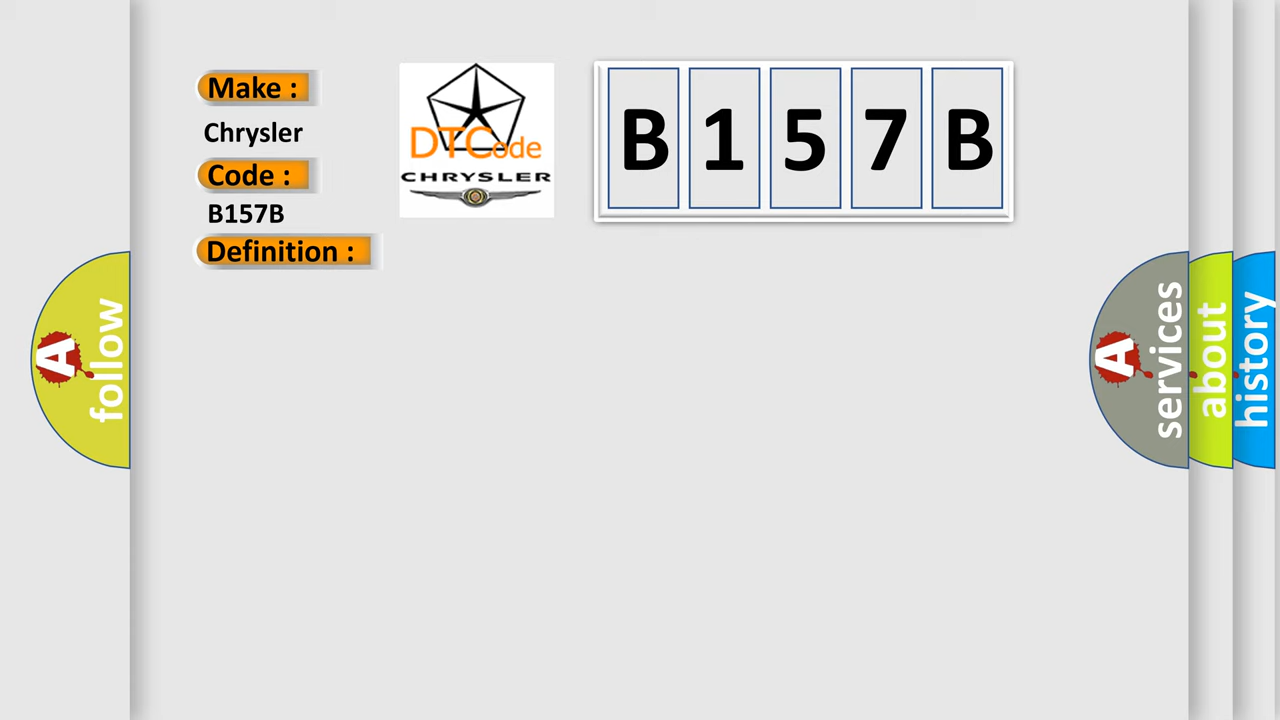 Make :
Chrysler
Code :
B157B
Definition :
DTCode
CHRYSLER
B 1 5 7 B
A follow
A services
about
history